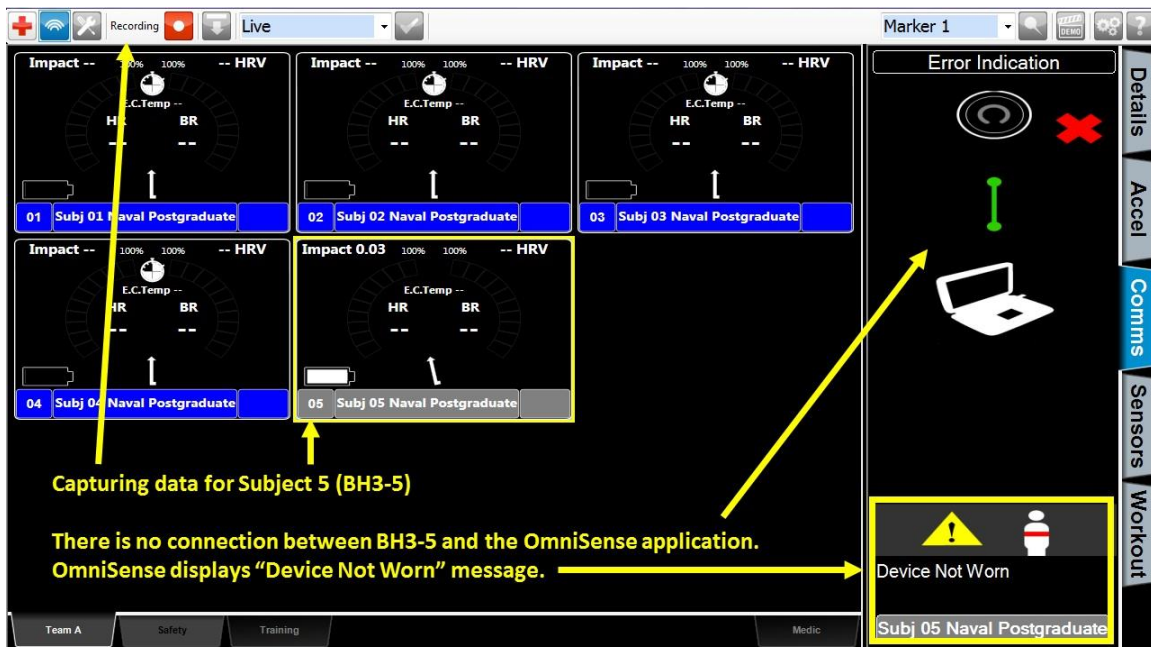 Recording Live Marker 1 DEMO ?
Impact -- 100% 100% -- HRV
E.C.Temp --
HR BR
-- --
01 Subj 01 Naval Postgraduate
Impact -- 100% 100% -- HRV
E.C.Temp --
HR BR
-- --
02 Subj 02 Naval Postgraduate
Impact -- 100% 100% -- HRV
E.C.Temp --
HR BR
-- --
03 Subj 03 Naval Postgraduate
Impact -- 100% 100% -- HRV
E.C.Temp --
HR BR
-- --
04 Subj 04 Naval Postgraduate
Impact 0.03 100% 100% -- HRV
E.C.Temp --
HR BR
-- --
05 Subj 05 Naval Postgraduate
Capturing data for Subject 5 (BH3-5)
There is no connection between BH3-5 and the OmniSense application.
OmniSense displays “Device Not Worn” message.
Team A Safety Training Medic
Error Indication
Device Not Worn
Subj 05 Naval Postgraduate
Details
Accel
Comms
Sensors
Workout